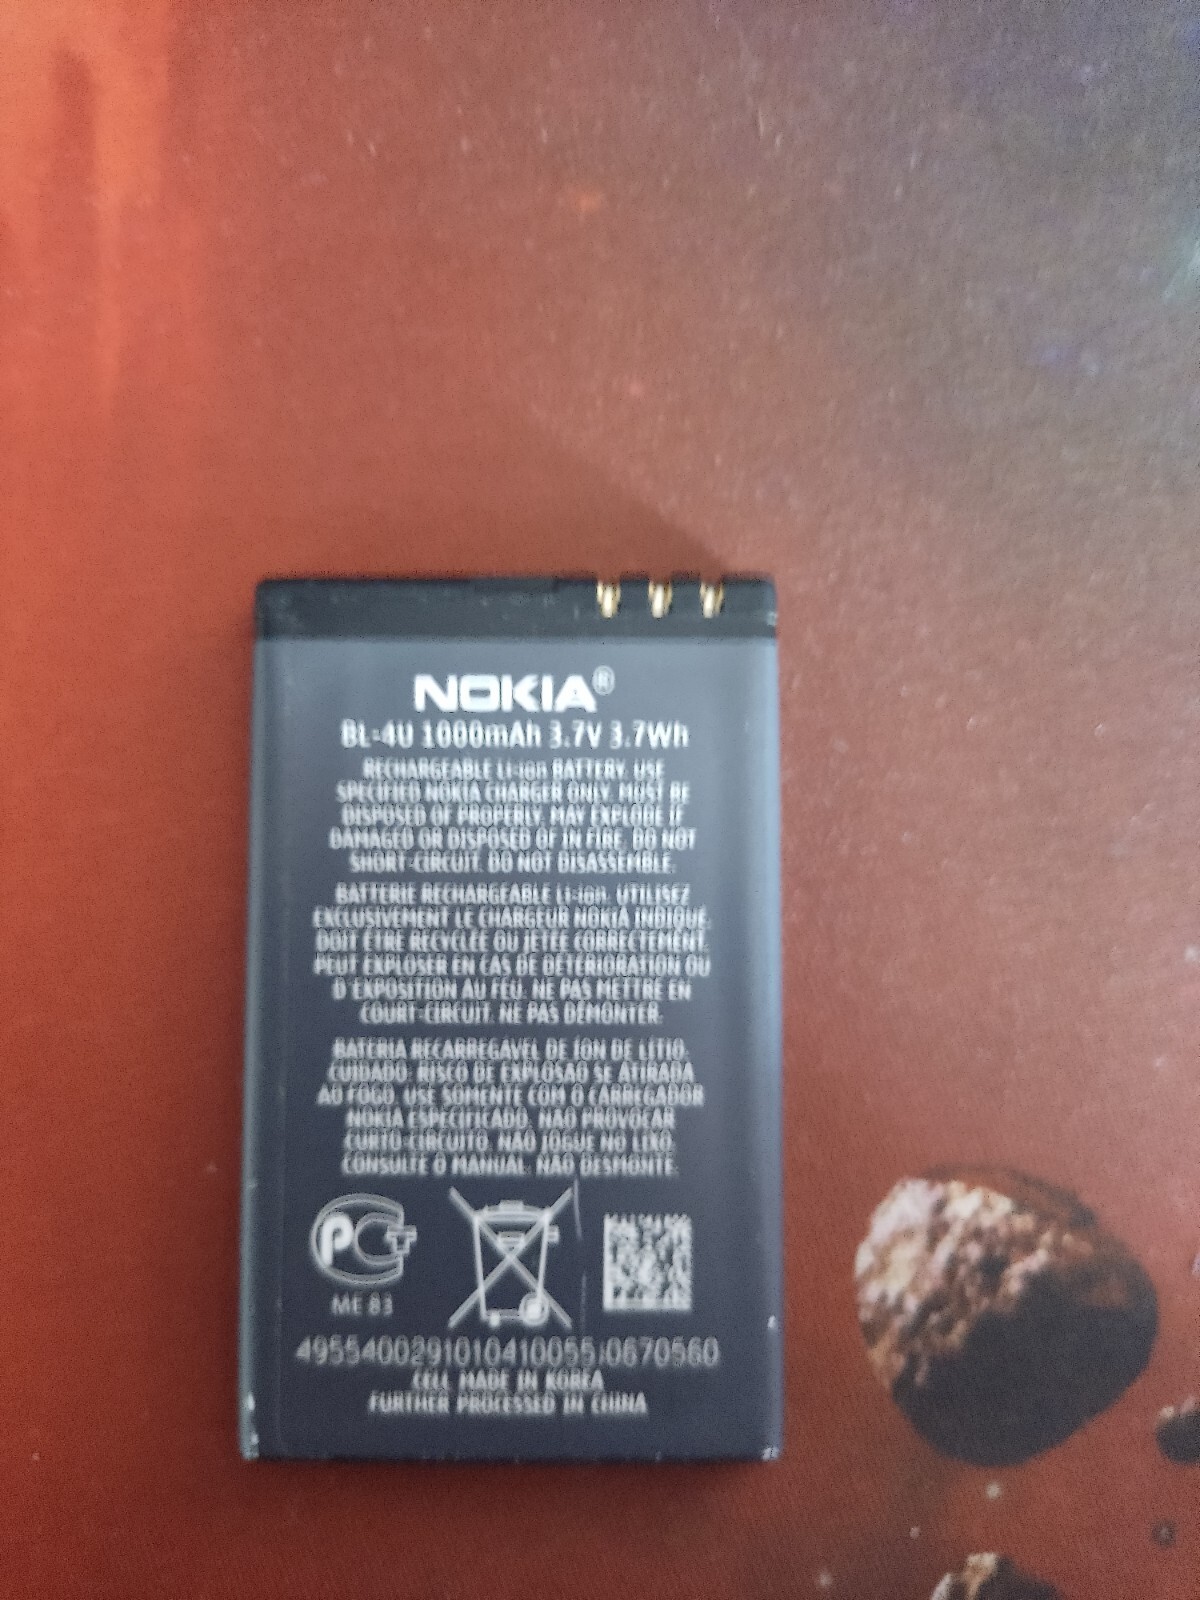 NOKIA®
BL-4U 1000mAh 3.7V 3.7Wh
RECHARGEABLE Li-ion BATTERY. USE
SPECIFIED NOKIA CHARGER ONLY. MUST BE
DISPOSED OF PROPERLY. MAY EXPLODE IF
DAMAGED OR DISPOSED OF IN FIRE. DO NOT
SHORT-CIRCUIT. DO NOT DISASSEMBLE.
BATTERIE RECHARGEABLE Li-ion. UTILISEZ
EXCLUSIVEMENT LE CHARGEUR NOKIA INDIQUÉ.
DOIT ÊTRE RECYCLÉE OU JETÉE CORRECTEMENT.
PEUT EXPLOSER EN CAS DE DÉTÉRIORATION OU
D'EXPOSITION AU FEU. NE PAS METTRE EN
COURT-CIRCUIT. NE PAS DÉMONTER.
BATERIA RECARREGÁVEL DE ÍON DE LÍTIO.
CUIDADO: RISCO DE EXPLOSÃO SE ATIRADA
AO FOGO. USE SOMENTE COM O CARREGADOR
NOKIA ESPECIFICADO. NÃO PROVOCAR
CURTO-CIRCUITO. NÃO JOGUE NO LIXO.
CONSULTE O MANUAL. NÃO DESMONTE.
PCT
ME 83
4955400291010410055;0670560
CELL MADE IN KOREA
FURTHER PROCESSED IN CHINA